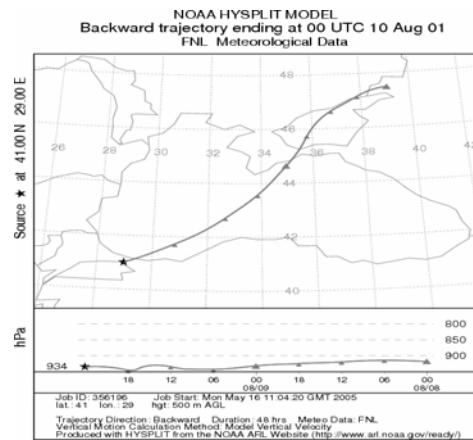 NOAA HYSPLIT MODEL
Backward trajectory ending at 00 UTC 10 Aug 01
FNL Meteorological Data
Source ★ at 41.00 N 29.00 E
48
46
44
42
40
26
28
30
32
34
36
38
40
42
hPa
800
850
900
934
18 12 06 00 18 12 06 00
08/09 08/08
Job ID: 356196 Job Start: Mon May 16 11:04:20 GMT 2005
lat.: 41 lon.: 29 hgt: 500 m AGL
Trajectory Direction: Backward Duration: 48 hrs Meteo Data: FNL
Vertical Motion Calculation Method: Model Vertical Velocity
Produced with HYSPLIT from the NOAA ARL Website (http://www.arl.noaa.gov/ready/)